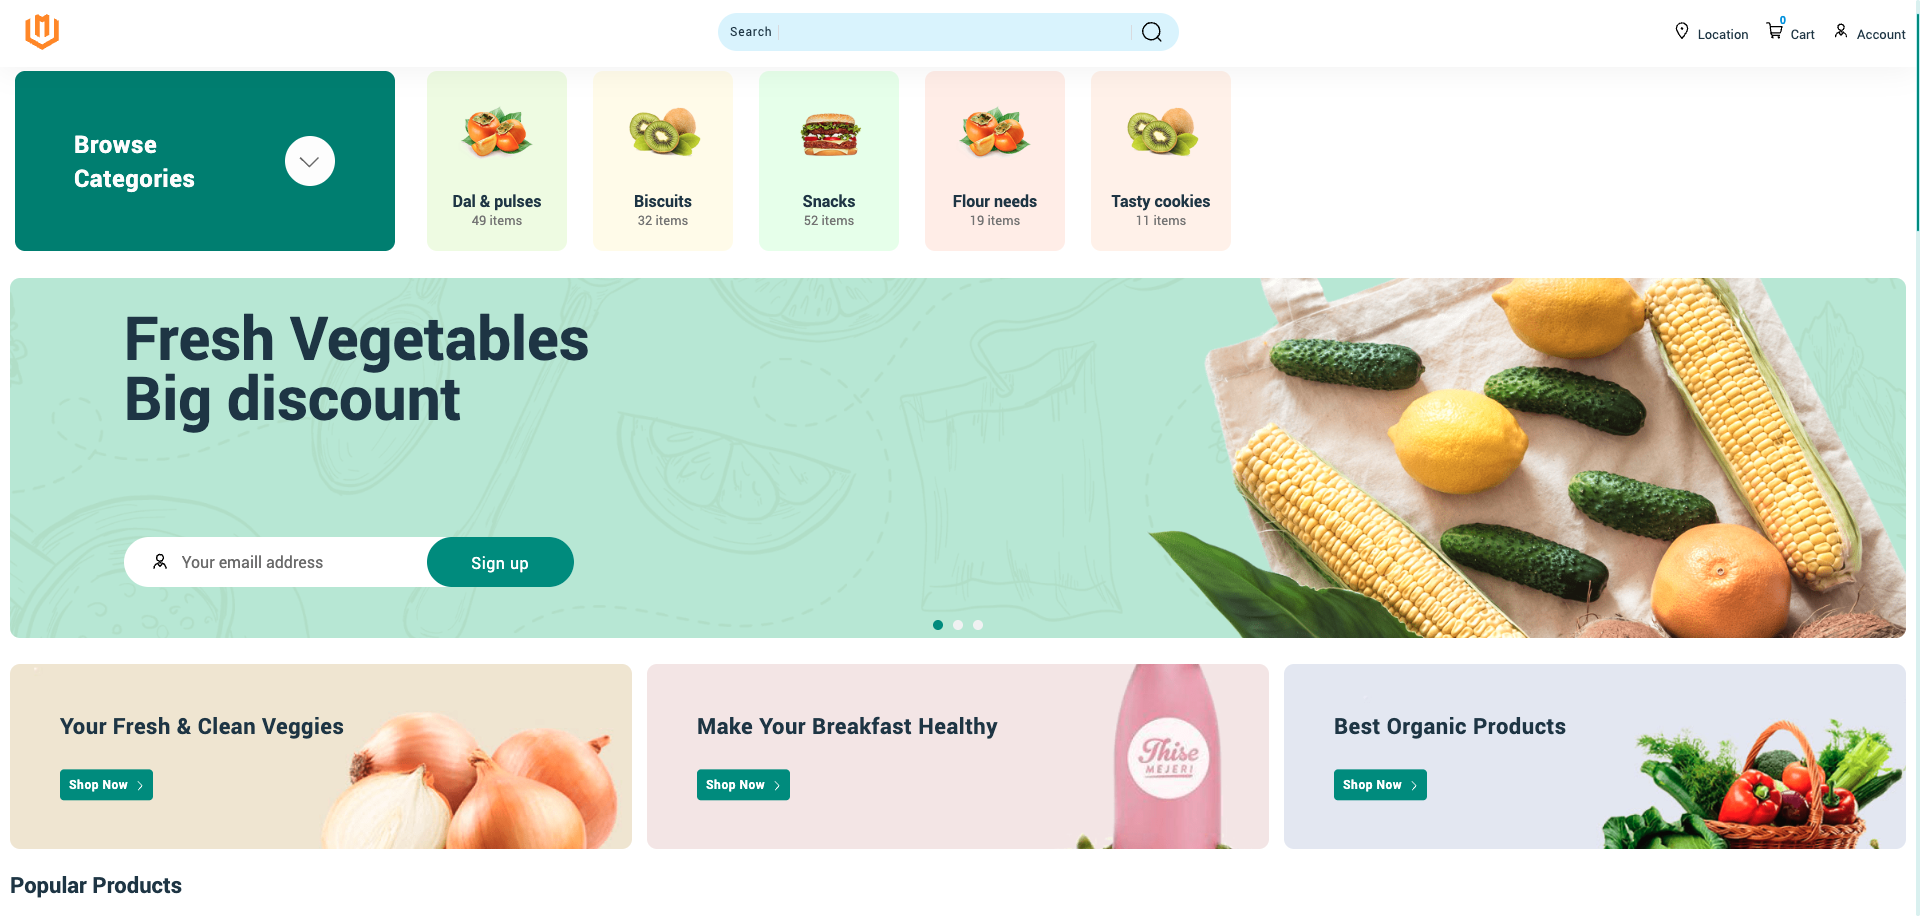 Search
Location
0
Cart
Account
Browse
Categories
Dal & pulses
49 items
Biscuits
32 items
Snacks
52 items
Flour needs
19 items
Tasty cookies
11 items
Fresh Vegetables
Big discount
Your emaill address
Sign up
Your Fresh & Clean Veggies
Shop Now
Make Your Breakfast Healthy
Shop Now
Thise
MEJERI
Best Organic Products
Shop Now
Popular Products